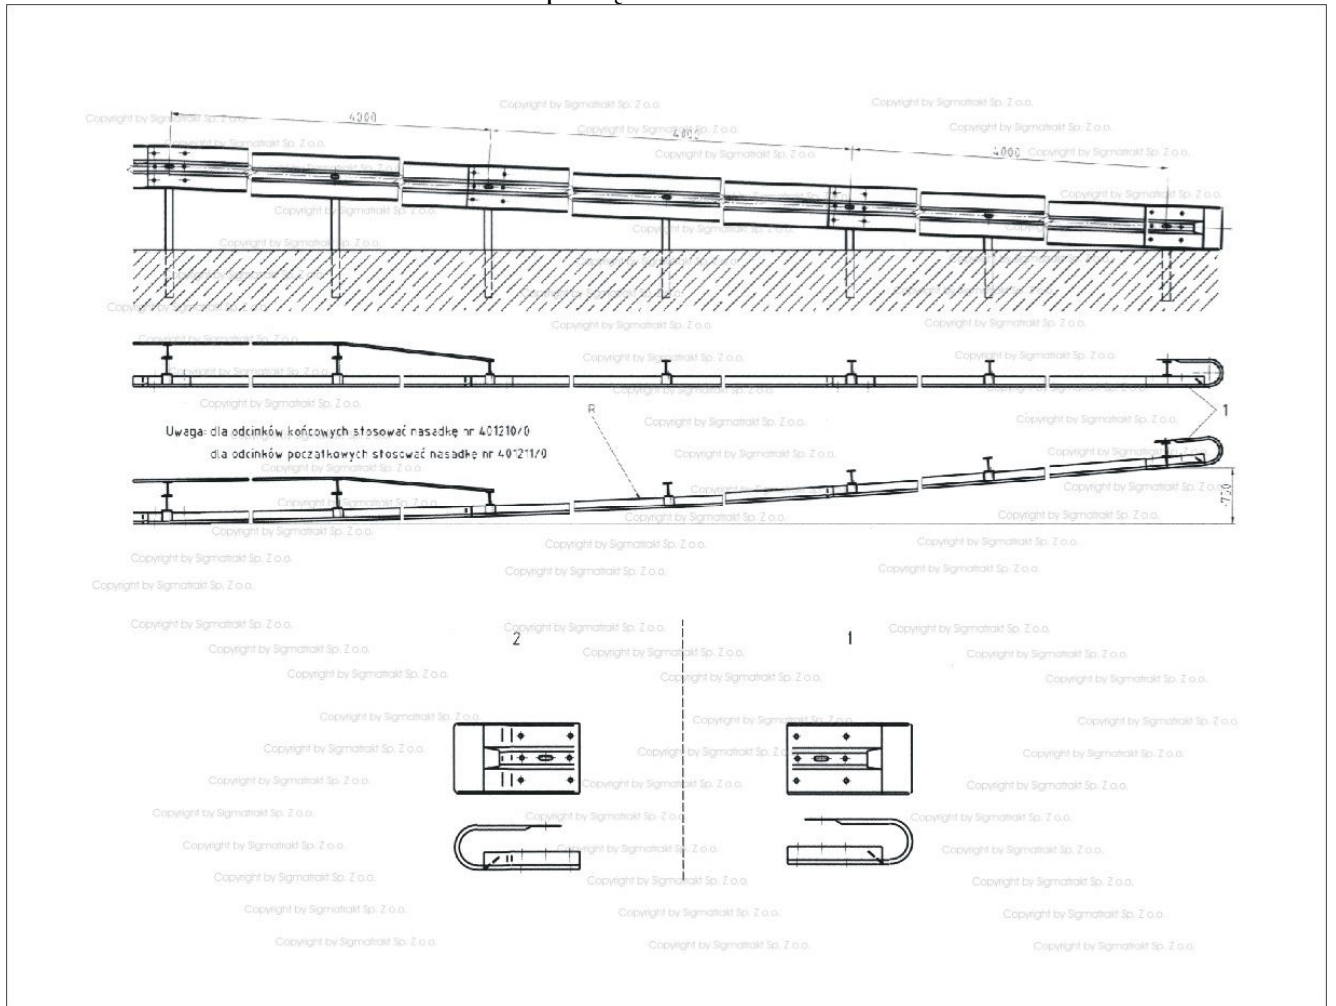 4000
4000
4000
Uwaga: dla odcinków końcowych stosować nasadkę nr 401210/0
dla odcinków początkowych stosować nasadkę nr 401211/0
R
1
2
1
Copyright by Sigmatrakt Sp. Z o.o.